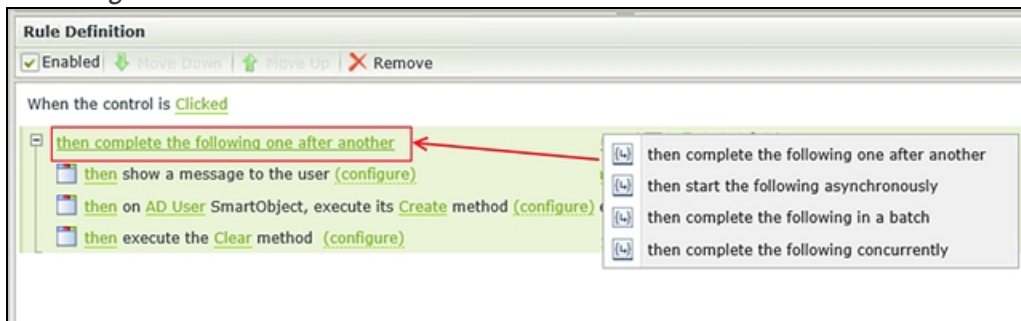 Rule Definition
Enabled Move Down Move Up Remove
When the control is Clicked
then complete the following one after another
then show a message to the user (configure)
then on AD User SmartObject, execute its Create method (configure)
then execute the Clear method (configure)
then complete the following one after another
then start the following asynchronously
then complete the following in a batch
then complete the following concurrently